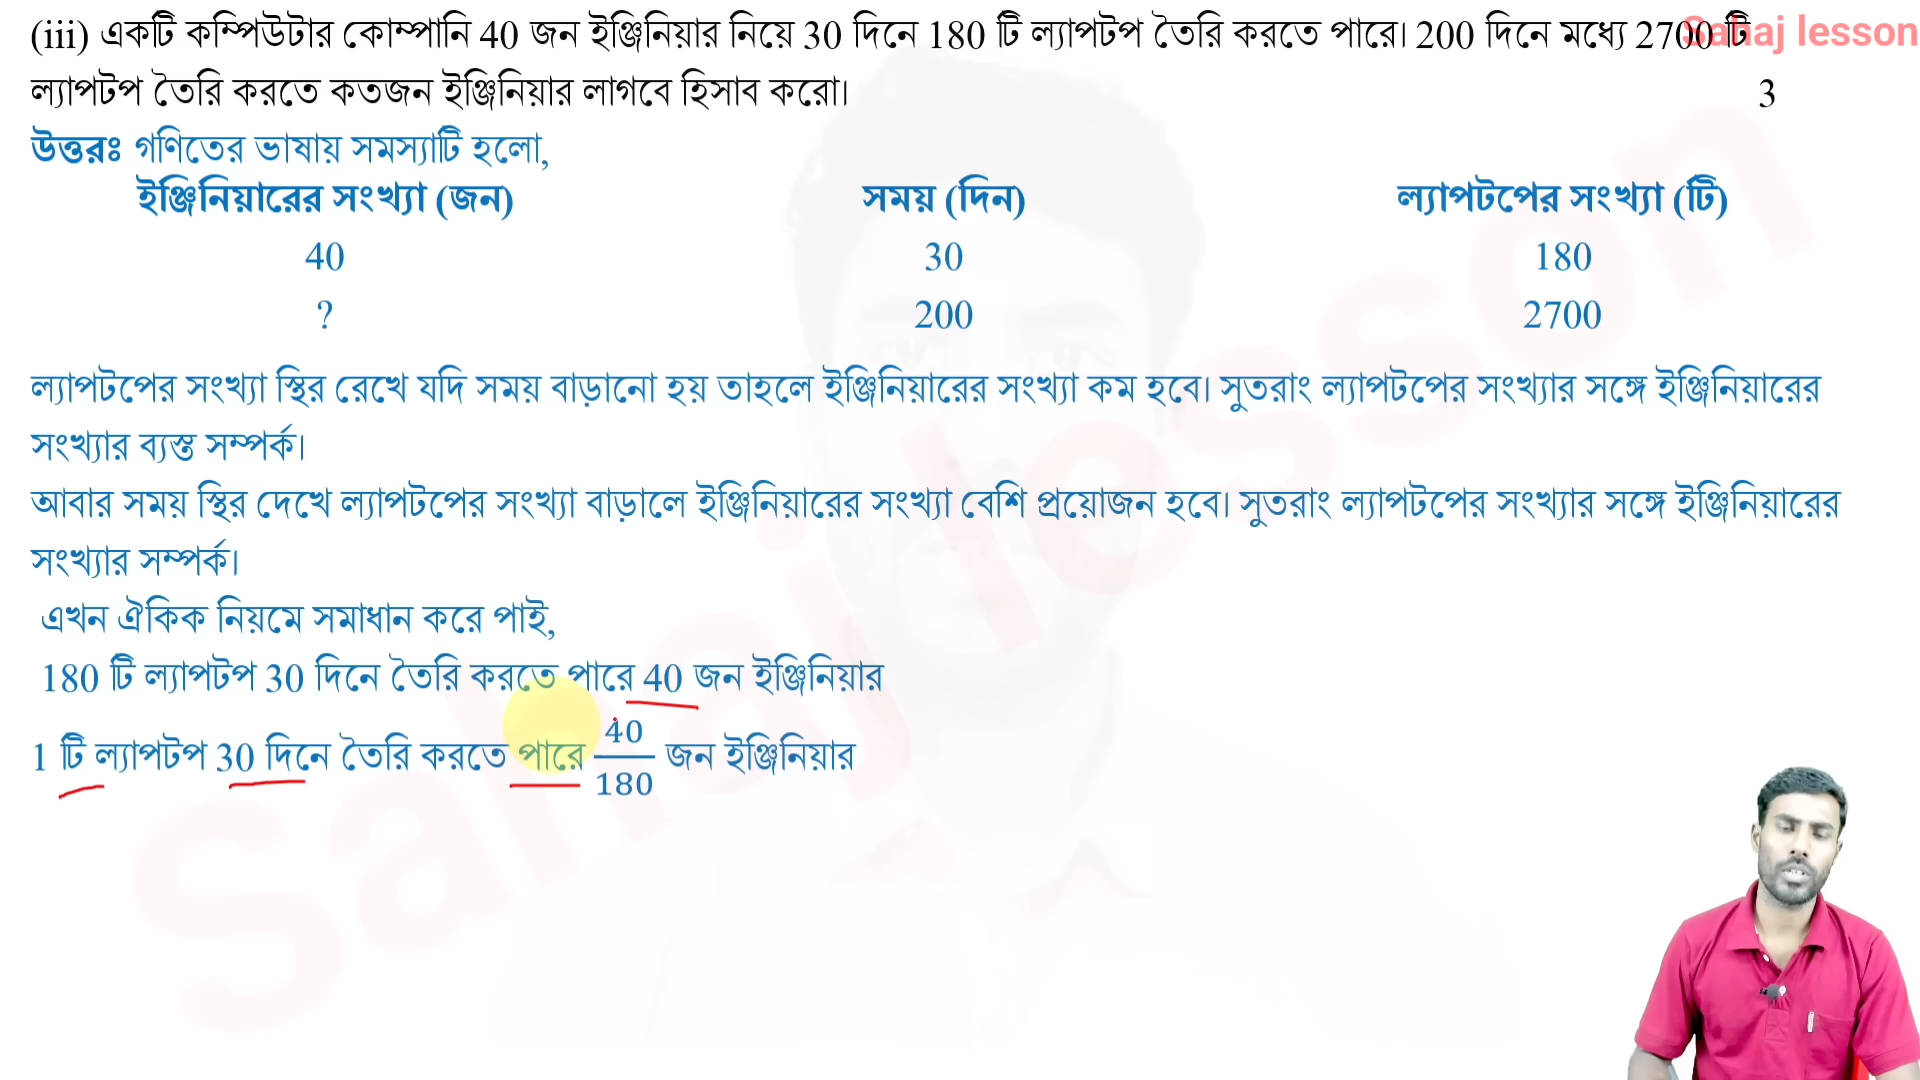 (iii) একটি কম্পিউটার কোম্পানি 40 জন ইঞ্জিনিয়ার নিয়ে 30 দিনে 180 টি ল্যাপটপ তৈরি করতে পারে। 200 দিনে মধ্যে 2700 টি
Sahaj lesson
ল্যাপটপ তৈরি করতে কতজন ইঞ্জিনিয়ার লাগবে হিসাব করো। 3
উত্তরঃ গণিতের ভাষায় সমস্যাটি হলো,
ইঞ্জিনিয়ারের সংখ্যা (জন) সময় (দিন) ল্যাপটপের সংখ্যা (টি)
40 30 180
? 200 2700
ল্যাপটপের সংখ্যা স্থির রেখে যদি সময় বাড়ানো হয় তাহলে ইঞ্জিনিয়ারের সংখ্যা কম হবে। সুতরাং ল্যাপটপের সংখ্যার সঙ্গে ইঞ্জিনিয়ারের
সংখ্যার ব্যস্ত সম্পর্ক।
আবার সময় স্থির দেখে ল্যাপটপের সংখ্যা বাড়ালে ইঞ্জিনিয়ারের সংখ্যা বেশি প্রয়োজন হবে। সুতরাং ল্যাপটপের সংখ্যার সঙ্গে ইঞ্জিনিয়ারের
সংখ্যার সম্পর্ক।
এখন ঐকিক নিয়মে সমাধান করে পাই,
180 টি ল্যাপটপ 30 দিনে তৈরি করতে পারে 40 জন ইঞ্জিনিয়ার
1 টি ল্যাপটপ 30 দিনে তৈরি করতে পারে 40/180 জন ইঞ্জিনিয়ার
Sahaj lesson